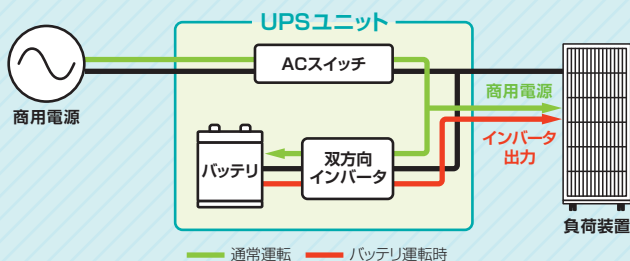 UPSユニット
ACスイッチ
商用電源
商用電源
バッテリ
双方向
インバータ
インバータ
出力
負荷装置
通常運転
バッテリ運転時